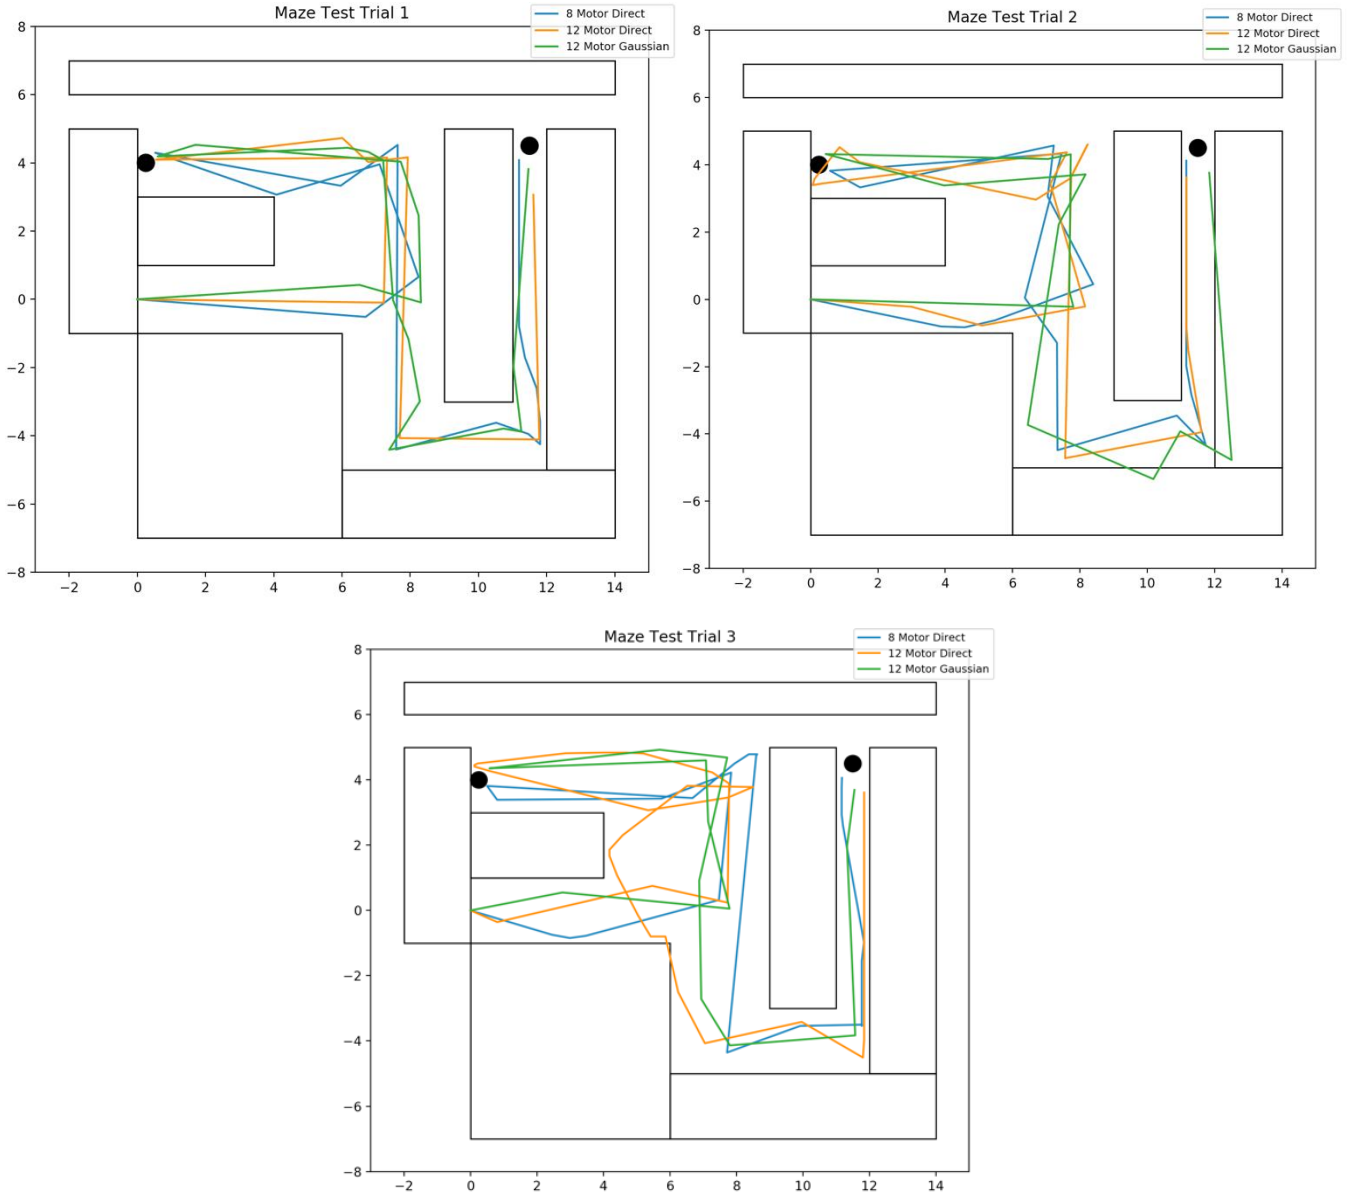 Maze Test Trial 1
8 Motor Direct
12 Motor Direct
12 Motor Gaussian
8
6
4
2
0
−2
−4
−6
−8
−2 0 2 4 6 8 10 12 14
Maze Test Trial 2
8 Motor Direct
12 Motor Direct
12 Motor Gaussian
8
6
4
2
0
−2
−4
−6
−8
−2 0 2 4 6 8 10 12 14
Maze Test Trial 3
8 Motor Direct
12 Motor Direct
12 Motor Gaussian
8
6
4
2
0
−2
−4
−6
−8
−2 0 2 4 6 8 10 12 14